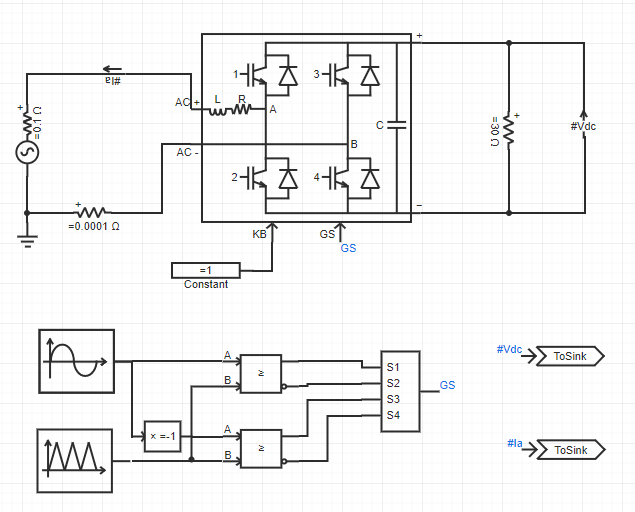 +
#Ia
1
3
AC +
L
R
A
+
=0.1 Ω
C
+
=30 Ω
#Vdc
B
AC -
2
4
+
=0.0001 Ω
−
KB
GS
GS
=1
Constant
A
≥
B
S1
S2
S3
S4
GS
#Vdc
ToSink
× =-1
A
≥
B
#Ia
ToSink